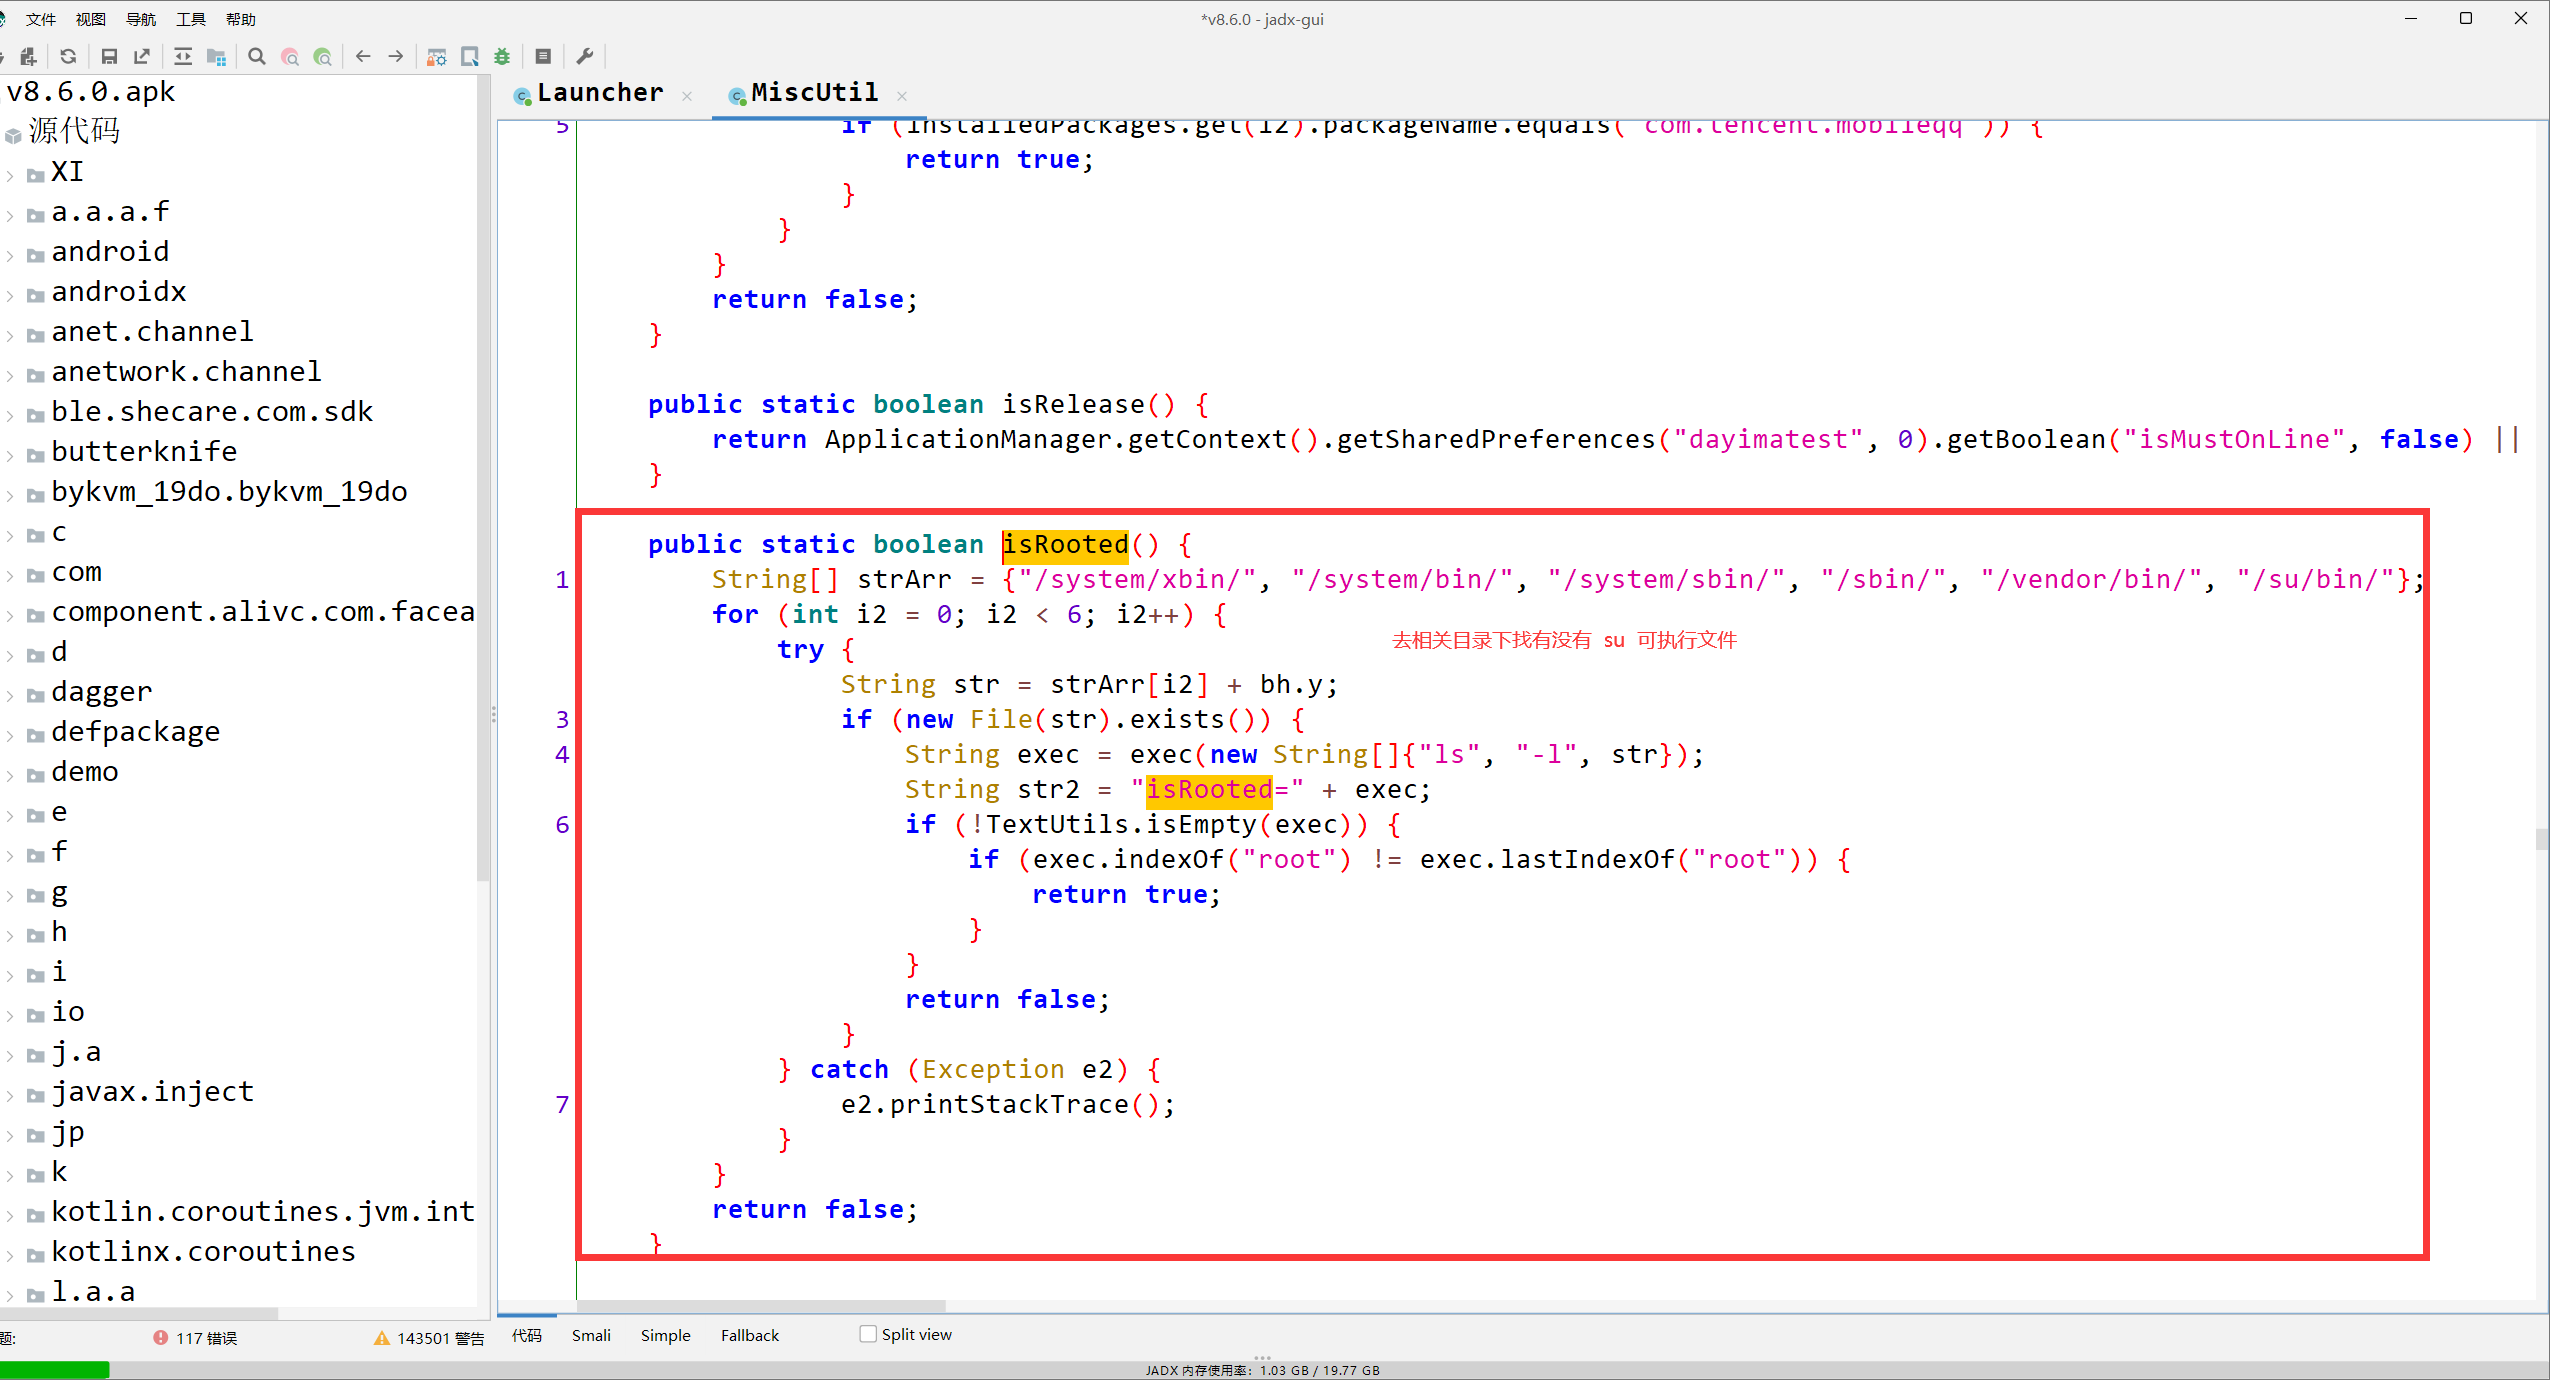 文件 视图 导航 工具 帮助
*v8.6.0 - jadx-gui
v8.6.0.apk
源代码
XI
a.a.a.f
android
androidx
anet.channel
anetwork.channel
ble.shecare.com.sdk
butterknife
bykvm_19do.bykvm_19do
c
com
component.alivc.com.facea
d
dagger
defpackage
demo
e
f
g
h
i
io
j.a
javax.inject
jp
k
kotlin.coroutines.jvm.int
kotlinx.coroutines
l.a.a
Launcher
MiscUtil
5 if (installedPackages.get(i2).packageName.equals("com.tencent.mobileqq")) {
return true;
}
}
}
return false;
}
public static boolean isRelease() {
return ApplicationManager.getContext().getSharedPreferences("dayimatest", 0).getBoolean("isMustOnLine", false) ||
}
public static boolean isRooted() {
1 String[] strArr = {"/system/xbin/", "/system/bin/", "/system/sbin/", "/sbin/", "/vendor/bin/", "/su/bin/"};
for (int i2 = 0; i2 < 6; i2++) {
去相关目录下找有没有 su 可执行文件
try {
String str = strArr[i2] + bh.y;
3 if (new File(str).exists()) {
4 String exec = exec(new String[]{"ls", "-l", str});
String str2 = "isRooted=" + exec;
6 if (!TextUtils.isEmpty(exec)) {
if (exec.indexOf("root") != exec.lastIndexOf("root")) {
return true;
}
}
return false;
}
} catch (Exception e2) {
7 e2.printStackTrace();
}
}
return false;
}
题: 117 错误 143501 警告
代码 Smali Simple Fallback Split view
JADX 内存使用率: 1.03 GB / 19.77 GB